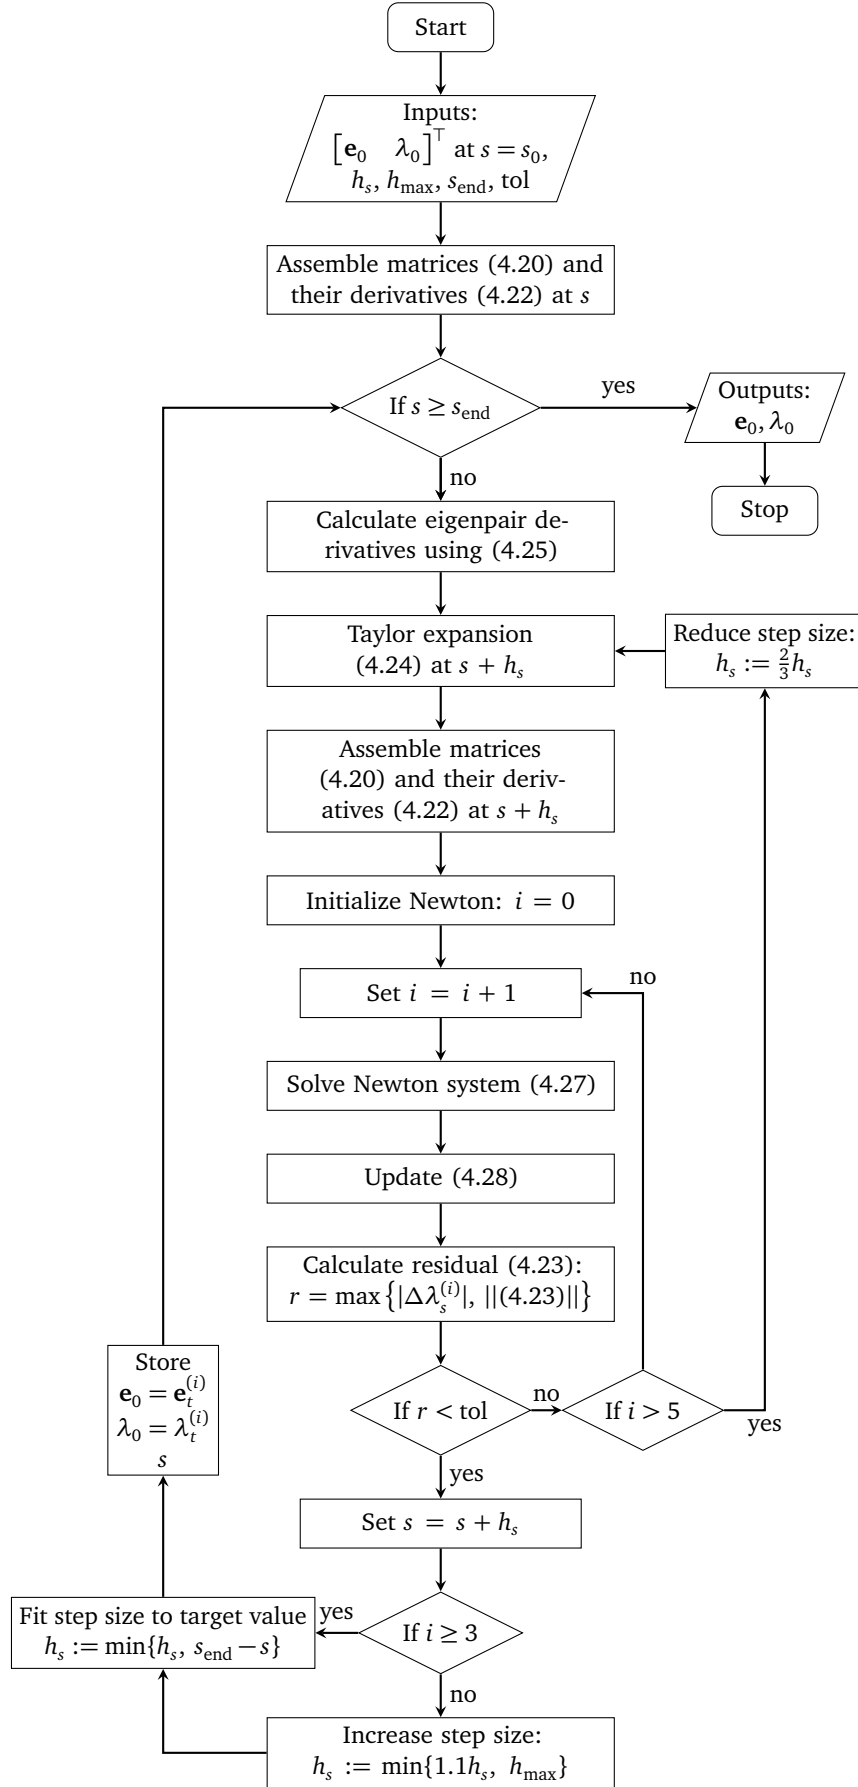 Start
Inputs:
[𝐞₀ λ₀]^⊤ at s = s₀,
hₛ, h_max, s_end, tol
Assemble matrices (4.20) and
their derivatives (4.22) at s
If s ≥ s_end
yes
Outputs:
𝐞₀, λ₀
Stop
no
Calculate eigenpair de-
rivatives using (4.25)
Taylor expansion
(4.24) at s + hₛ
Reduce step size:
hₛ := 2/3 hₛ
Assemble matrices
(4.20) and their deriv-
atives (4.22) at s + hₛ
Initialize Newton: i = 0
no
Set i = i + 1
Solve Newton system (4.27)
Update (4.28)
Calculate residual (4.23):
r = max {|Δλₛ^(i)|, ||(4.23)||}
Store
𝐞₀ = 𝐞ₜ^(i)
λ₀ = λₜ^(i)
s
If r < tol
no
If i > 5
yes
yes
Set s = s + hₛ
Fit step size to target value
hₛ := min{hₛ, s_end − s}
yes
If i ≥ 3
no
Increase step size:
hₛ := min{1.1hₛ, h_max}